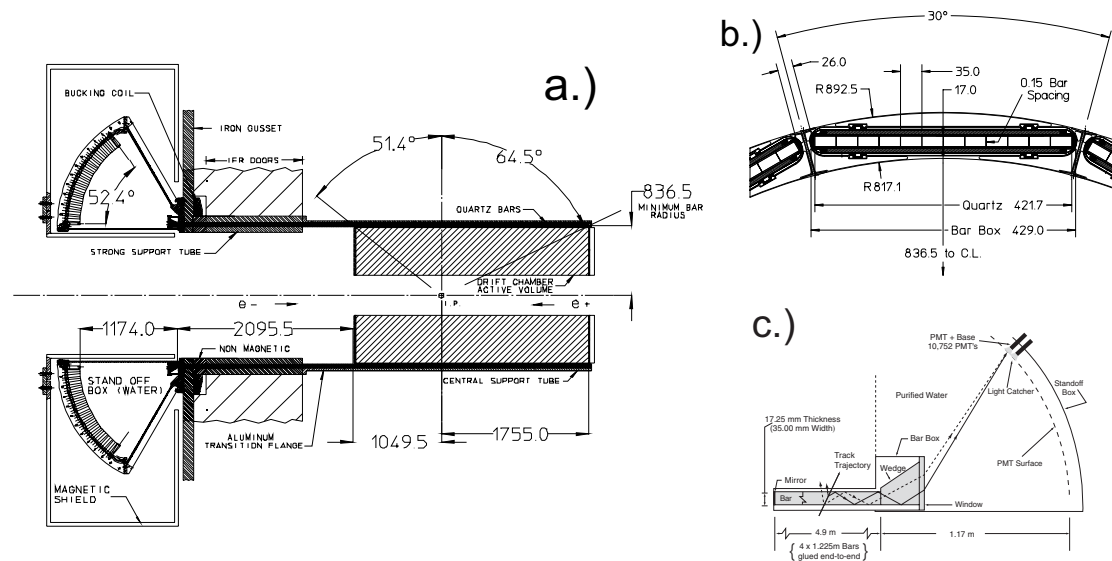 a.)
BUCKING COIL
IRON GUSSET
IFR DOORS
52.4°
51.4°
64.5°
836.5
MINIMUM BAR
RADIUS
QUARTZ BARS
STRONG SUPPORT TUBE
DRIFT CHAMBER
ACTIVE VOLUME
e-
I.P.
e+
1174.0
2095.5
NON MAGNETIC
STAND OFF
BOX (WATER)
CENTRAL SUPPORT TUBE
ALUMINUM
TRANSITION FLANGE
1049.5
1755.0
MAGNETIC
SHIELD
b.)
30°
26.0
35.0
17.0
0.15 Bar
Spacing
R892.5
R817.1
Quartz 421.7
Bar Box 429.0
836.5 to C.L.
c.)
PMT + Base
10,752 PMT's
Light Catcher
Standoff
Box
Purified Water
17.25 mm Thickness
(35.00 mm Width)
Bar Box
PMT Surface
Track
Trajectory
Wedge
Mirror
Bar
Window
4.9 m
1.17 m
4 x 1.225m Bars
glued end-to-end